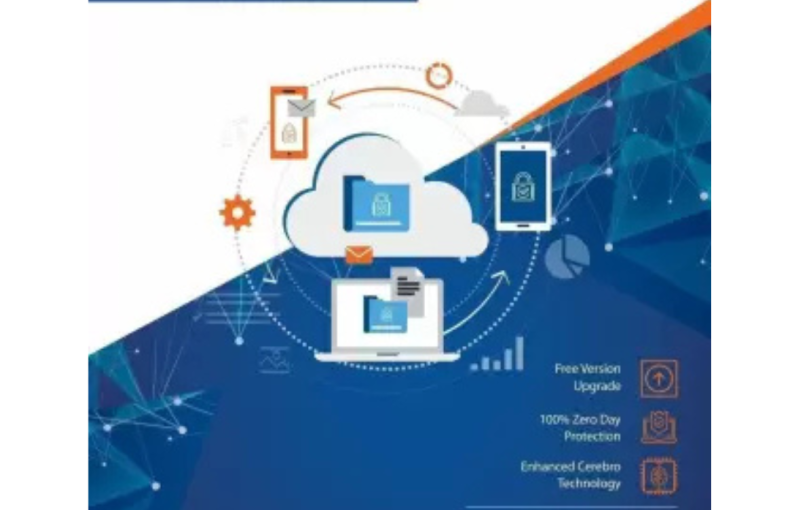 Free Version
Upgrade
100% Zero Day
Protection
Enhanced Cerebro
Technology